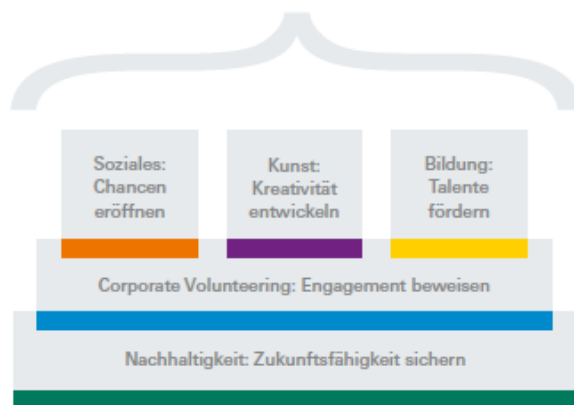 Soziales:
Chancen
eröffnen
Kunst:
Kreativität
entwickeln
Bildung:
Talente
fördern
Corporate Volunteering: Engagement beweisen
Nachhaltigkeit: Zukunftsfähigkeit sichern